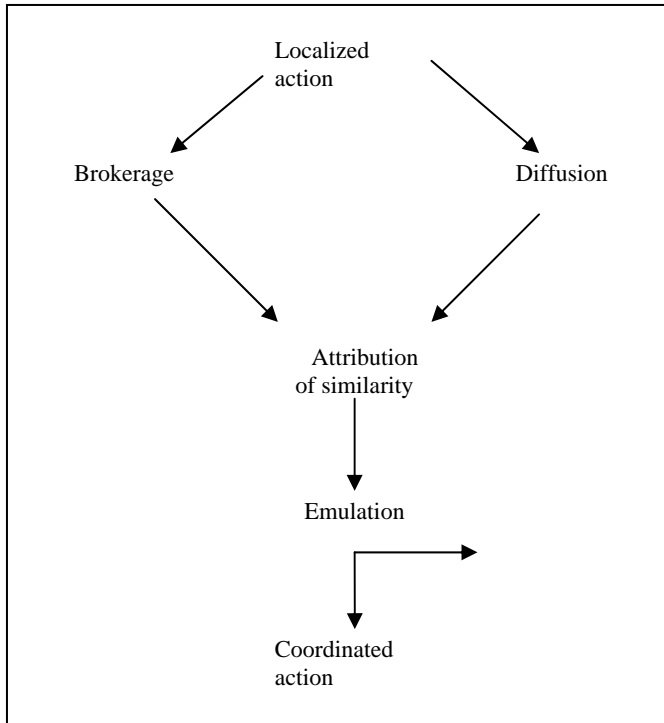 Localized
action
Brokerage
Diffusion
Attribution
of similarity
Emulation
Coordinated
action